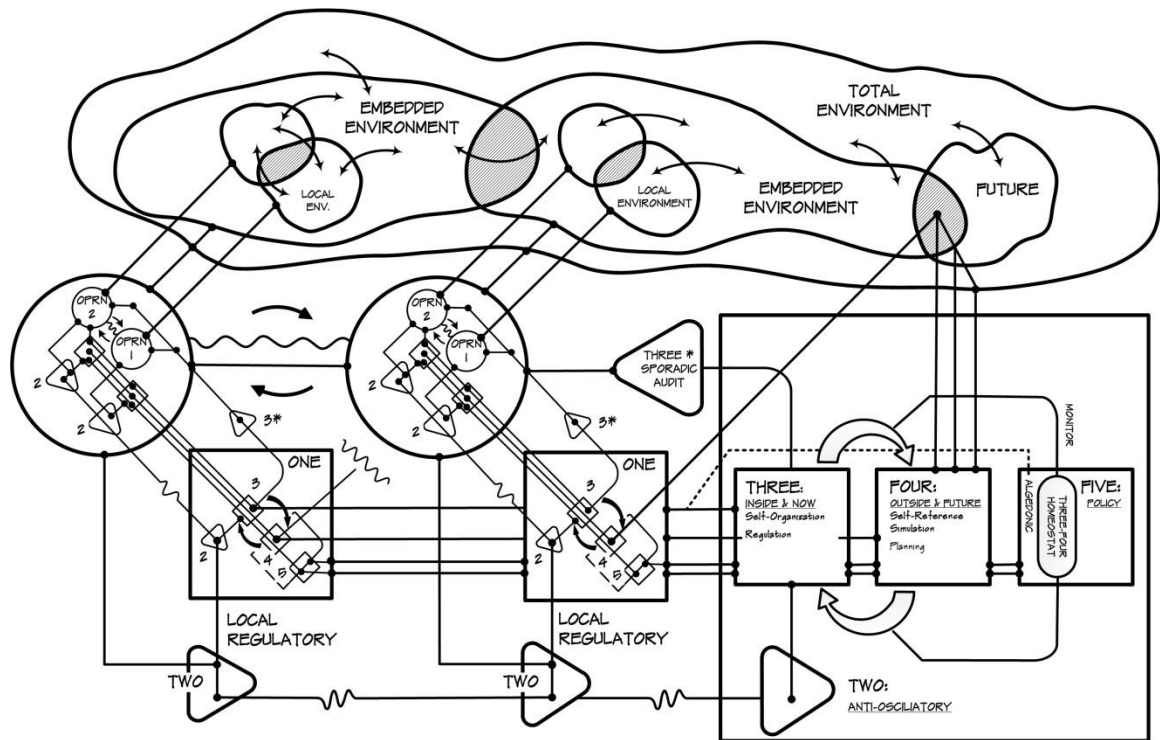 EMBEDDED
ENVIRONMENT
TOTAL
ENVIRONMENT
LOCAL
ENV.
LOCAL
ENVIRONMENT
EMBEDDED
ENVIRONMENT
FUTURE
OPRN
2
OPRN
1
2
2
3*
OPRN
2
OPRN
1
2
2
3*
THREE *
SPORADIC
AUDIT
MONITOR
ONE
3
4
5
2
ONE
3
4
5
2
THREE:
INSIDE & NOW
Self-Organization
Regulation
FOUR:
OUTSIDE & FUTURE
Self-Reference
Simulation
Planning
ALGEDONIC
THREE-FOUR
HOMEOSTAT
FIVE:
POLICY
LOCAL
REGULATORY
LOCAL
REGULATORY
TWO
TWO
TWO:
ANTI-OSCILIATORY